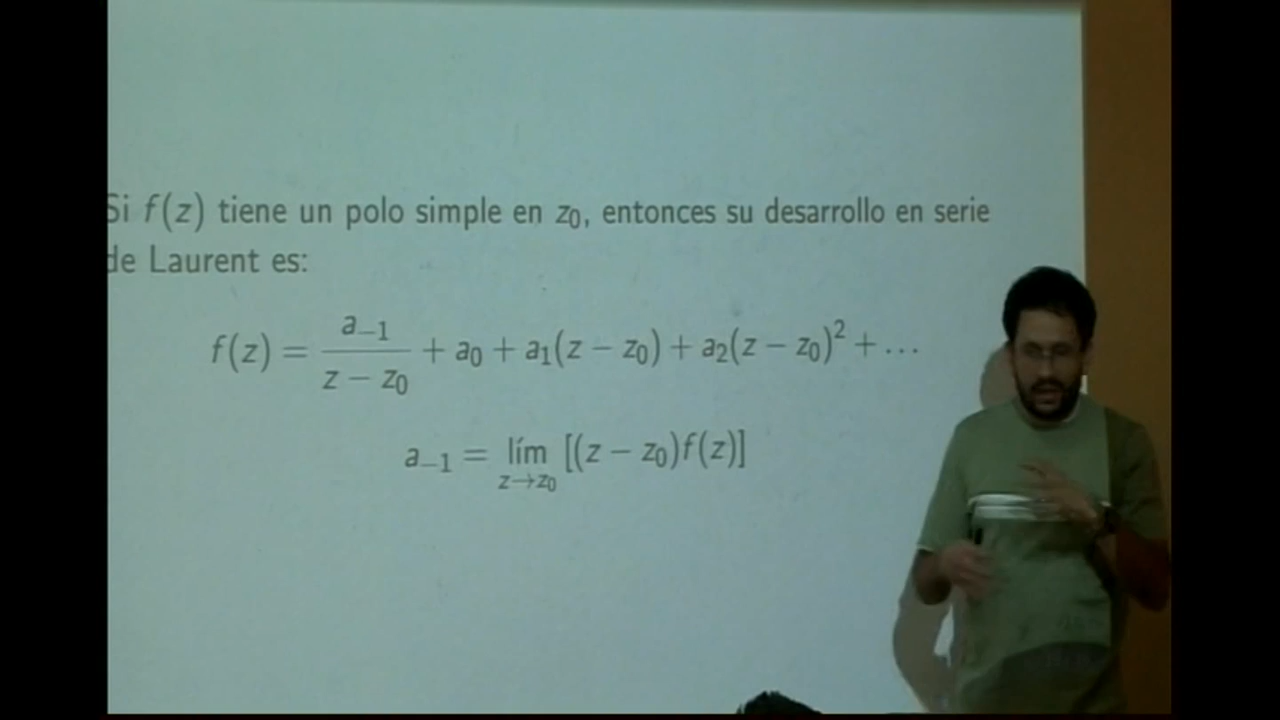 Si f(z) tiene un polo simple en z₀, entonces su desarrollo en serie
de Laurent es:
f(z) = a₋₁/(z − z₀) + a₀ + a₁(z − z₀) + a₂(z − z₀)² + …
a₋₁ = lím z→z₀ [(z − z₀)f(z)]